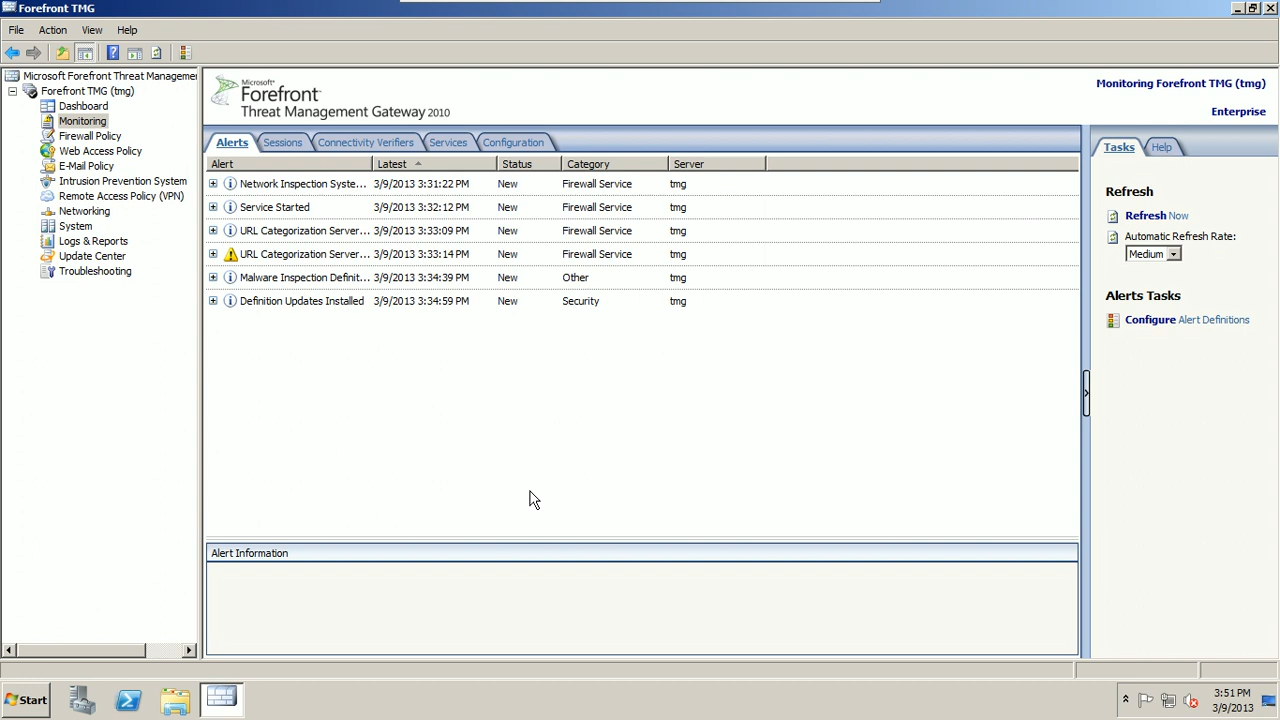 Forefront TMG
File Action View Help
Microsoft Forefront Threat Manageme
Forefront TMG (tmg)
Dashboard
Monitoring
Firewall Policy
Web Access Policy
E-Mail Policy
Intrusion Prevention System
Remote Access Policy (VPN)
Networking
System
Logs & Reports
Update Center
Troubleshooting
Microsoft®
Forefront
Threat Management Gateway 2010
Monitoring Forefront TMG (tmg)
Enterprise
Alerts Sessions Connectivity Verifiers Services Configuration
Alert Latest Status Category Server
Network Inspection Syste... 3/9/2013 3:31:22 PM New Firewall Service tmg
Service Started 3/9/2013 3:32:12 PM New Firewall Service tmg
URL Categorization Server... 3/9/2013 3:33:09 PM New Firewall Service tmg
URL Categorization Server... 3/9/2013 3:33:14 PM New Firewall Service tmg
Malware Inspection Definit... 3/9/2013 3:34:39 PM New Other tmg
Definition Updates Installed 3/9/2013 3:34:59 PM New Security tmg
Alert Information
Tasks Help
Refresh
Refresh Now
Automatic Refresh Rate:
Medium
Alerts Tasks
Configure Alert Definitions
Start
3:51 PM
3/9/2013